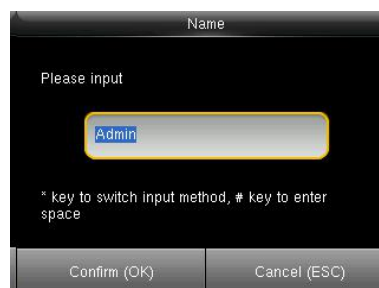 Name
Please input
Admin
* key to switch input method, # key to enter
space
Confirm (OK)
Cancel (ESC)